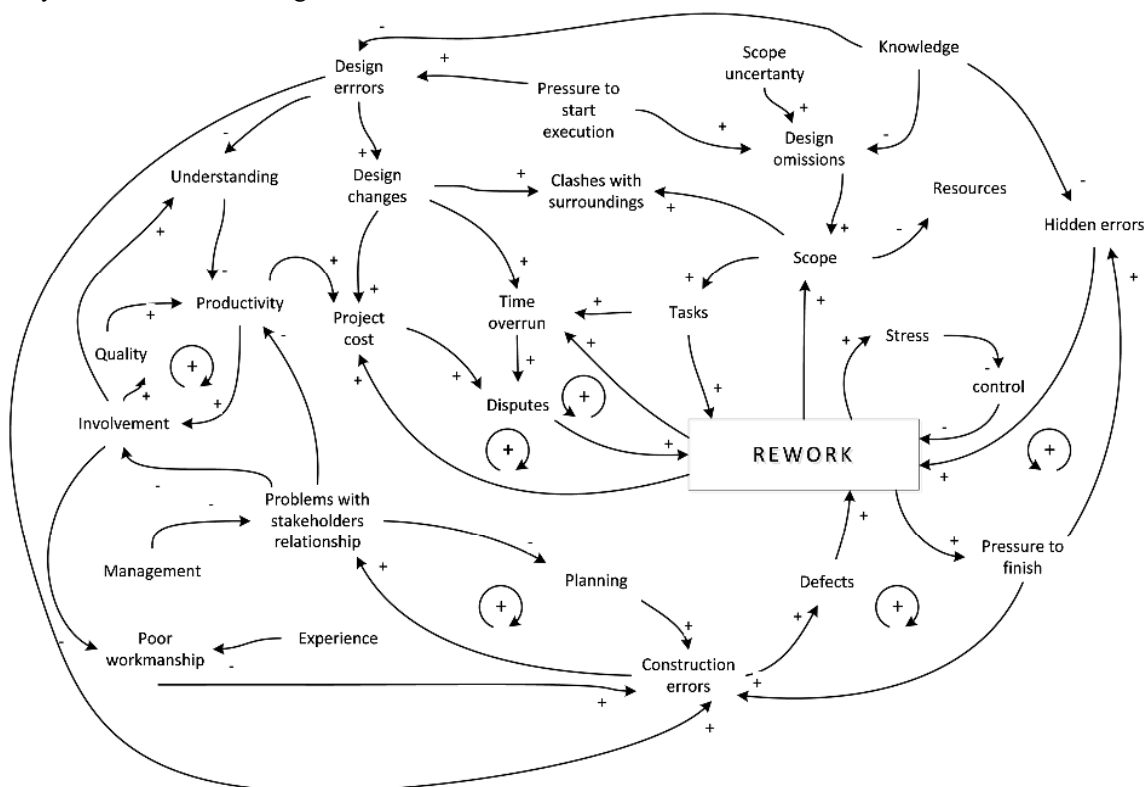 Knowledge
Design
errrors
Pressure to
start
execution
Scope
uncertanty
Design
omissions
Understanding
Design
changes
Clashes with
surroundings
Resources
Hidden errors
Scope
Productivity
Project
cost
Time
overrun
Tasks
Stress
Quality
control
Involvement
Disputes
REWORK
Problems with
stakeholders
relationship
Management
Planning
Defects
Pressure to
finish
Poor
workmanship
Experience
Construction
errors